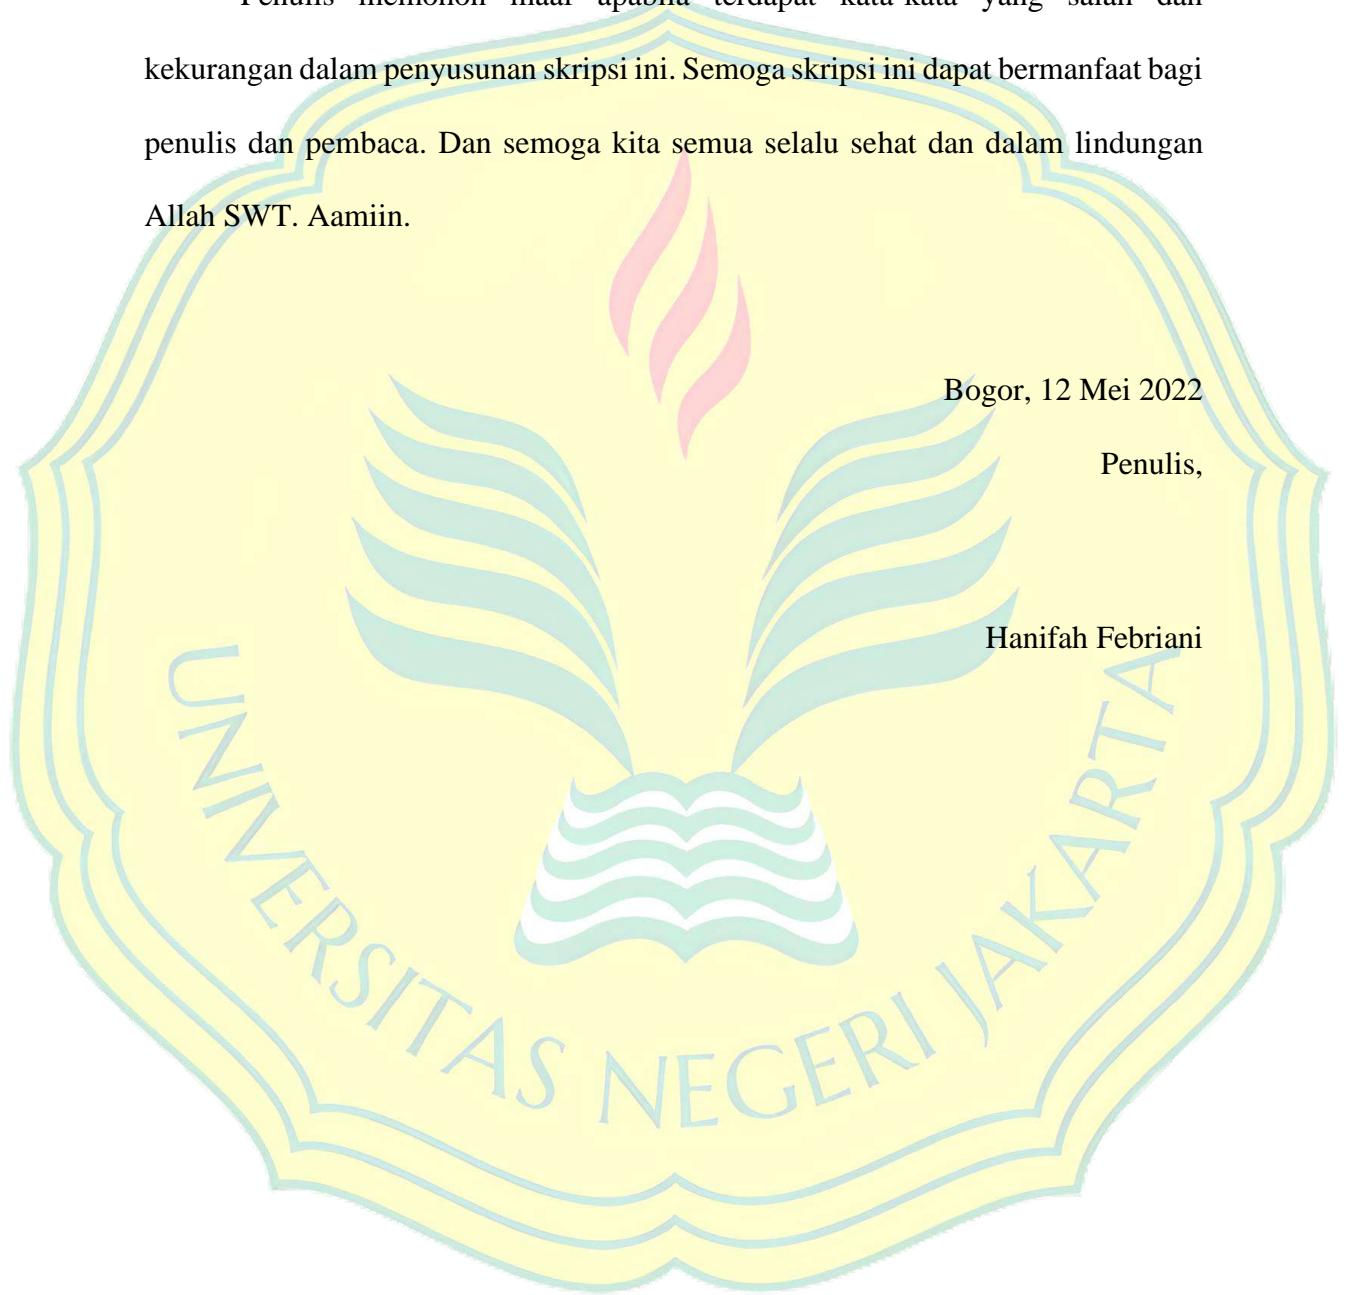 Penulis memohon maaf apabila terdapat kata-kata yang salah dan
kekurangan dalam penyusunan skripsi ini. Semoga skripsi ini dapat bermanfaat bagi
penulis dan pembaca. Dan semoga kita semua selalu sehat dan dalam lindungan
Allah SWT. Aamiin.
Bogor, 12 Mei 2022
Penulis,
Hanifah Febriani
UNIVERSITAS NEGERI JAKARTA